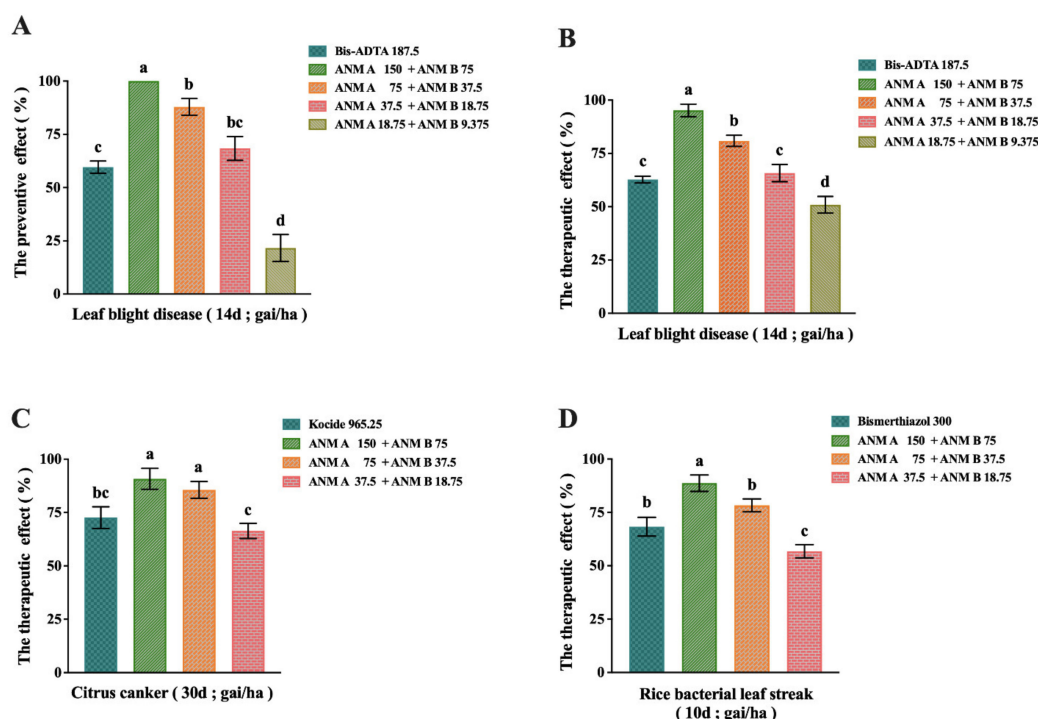 A
Bis-ADTA 187.5
ANM A 150 + ANM B 75
ANM A 75 + ANM B 37.5
ANM A 37.5 + ANM B 18.75
ANM A 18.75 + ANM B 9.375
The preventive effect ( % )
100
75
50
25
0
c
a
b
bc
d
Leaf blight disease ( 14d ; gai/ha )
B
Bis-ADTA 187.5
ANM A 150 + ANM B 75
ANM A 75 + ANM B 37.5
ANM A 37.5 + ANM B 18.75
ANM A 18.75 + ANM B 9.375
The therapeutic effect ( % )
100
75
50
25
0
c
a
b
c
d
Leaf blight disease ( 14d ; gai/ha )
C
Kocide 965.25
ANM A 150 + ANM B 75
ANM A 75 + ANM B 37.5
ANM A 37.5 + ANM B 18.75
The therapeutic effect ( % )
100
75
50
25
0
bc
a
a
c
Citrus canker ( 30d ; gai/ha )
D
Bismerthiazol 300
ANM A 150 + ANM B 75
ANM A 75 + ANM B 37.5
ANM A 37.5 + ANM B 18.75
The therapeutic effect ( % )
100
75
50
25
0
b
a
b
c
Rice bacterial leaf streak
( 10d ; gai/ha )